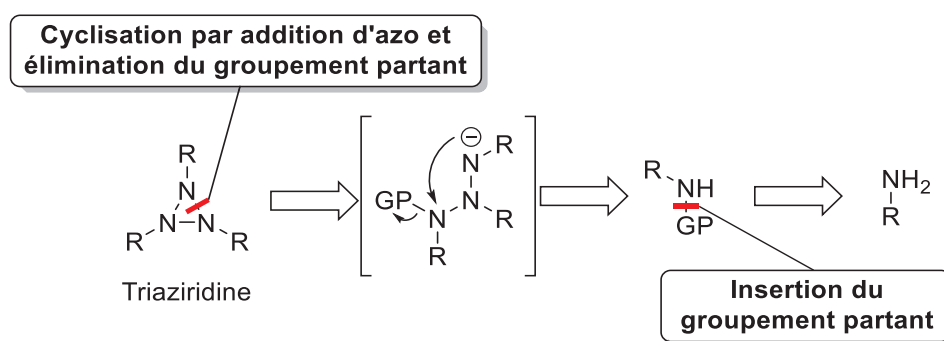 Cyclisation par addition d'azo et
élimination du groupement partant
R
N
N
N
R
R
Triaziridine
GP
N
R
N
R
N
⊖
R
R
NH
GP
NH₂
R
Insertion du
groupement partant